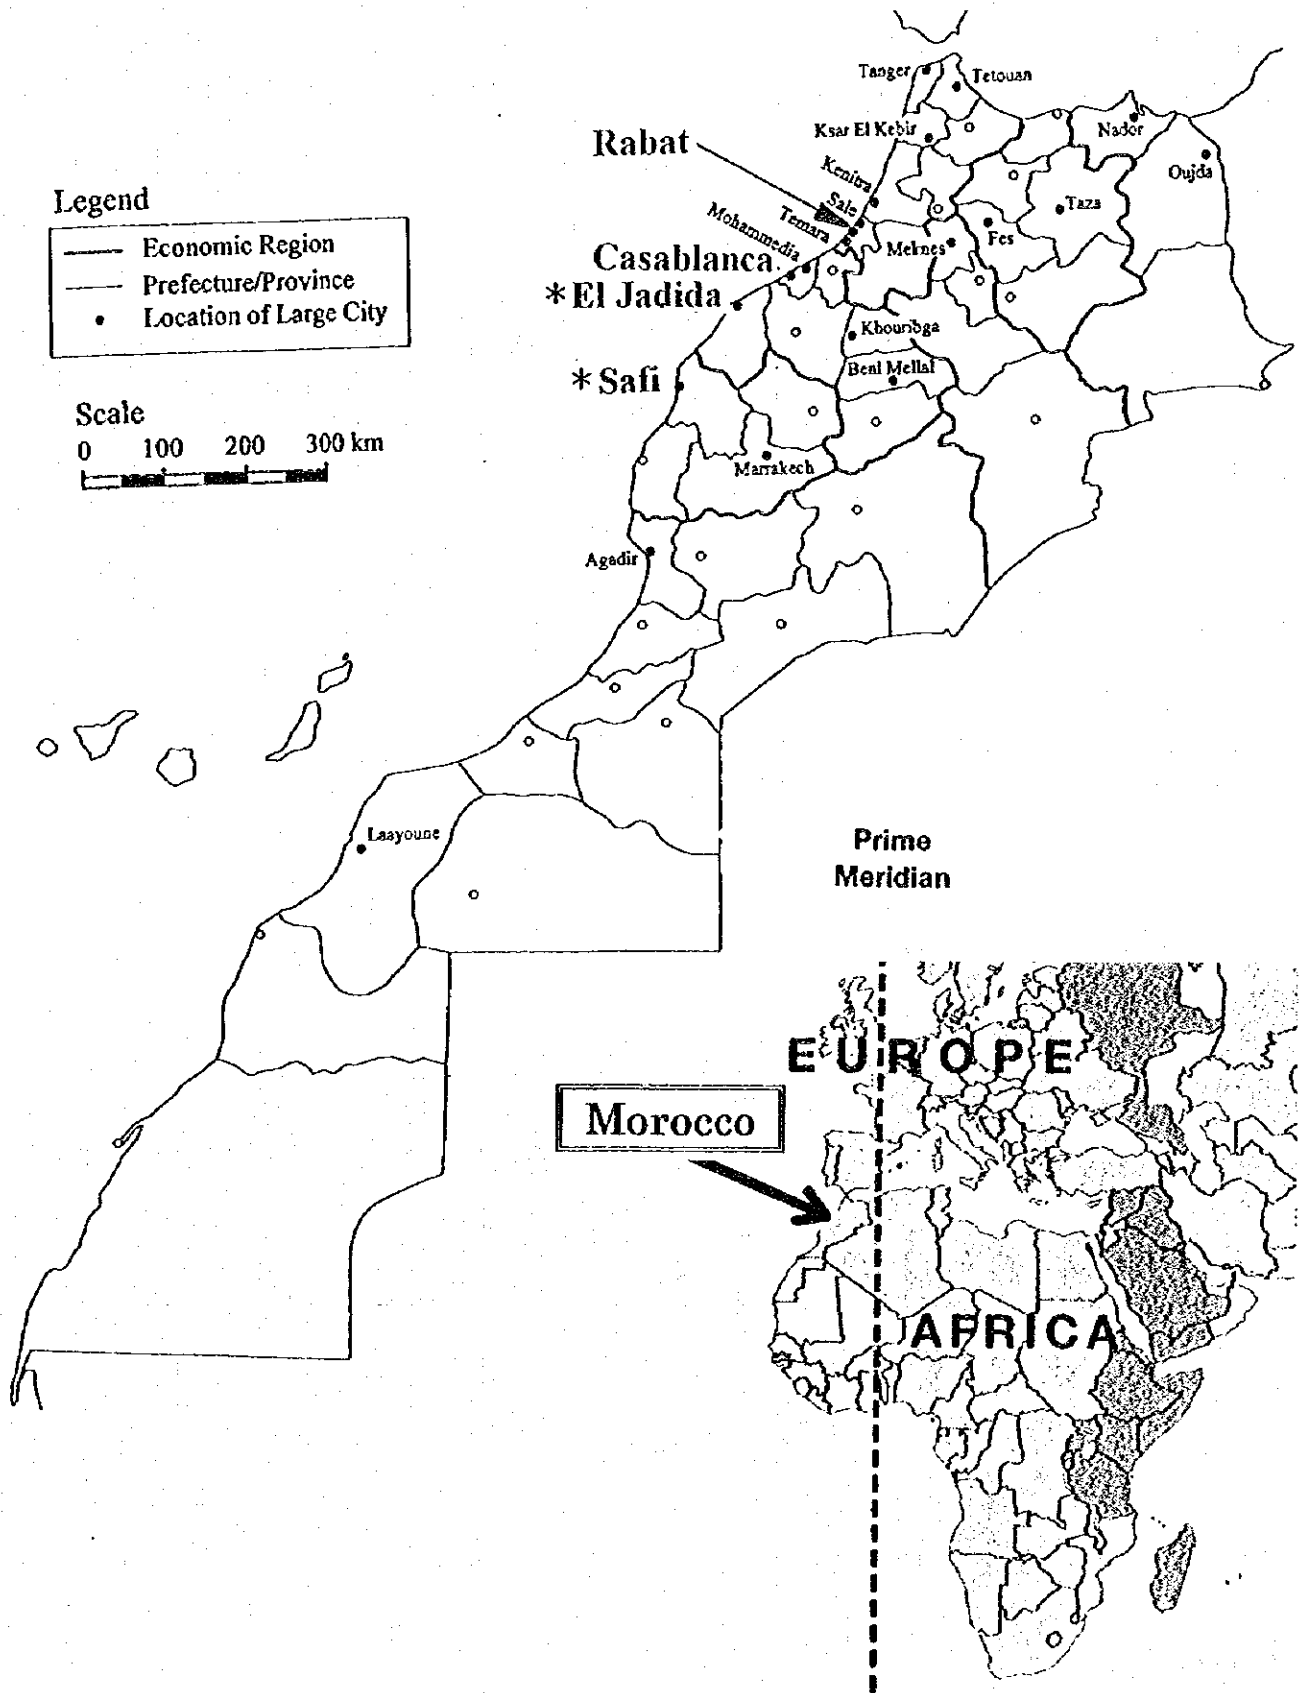 Tanger
Tetouan
Ksar El Kebir
Nador
Rabat
Oujda
Kenitra
Legend
Sale
Taza
Temara
Mohammedia
Fes
Meknes
Economic Region
Casablanca
Prefecture/Province
* El Jadida
Location of Large City
Khouribga
Beni Mellal
* Safi
Scale
0 100 200 300 km
Marrakech
Agadir
Laayoune
Prime
Meridian
EUROPE
Morocco
AFRICA